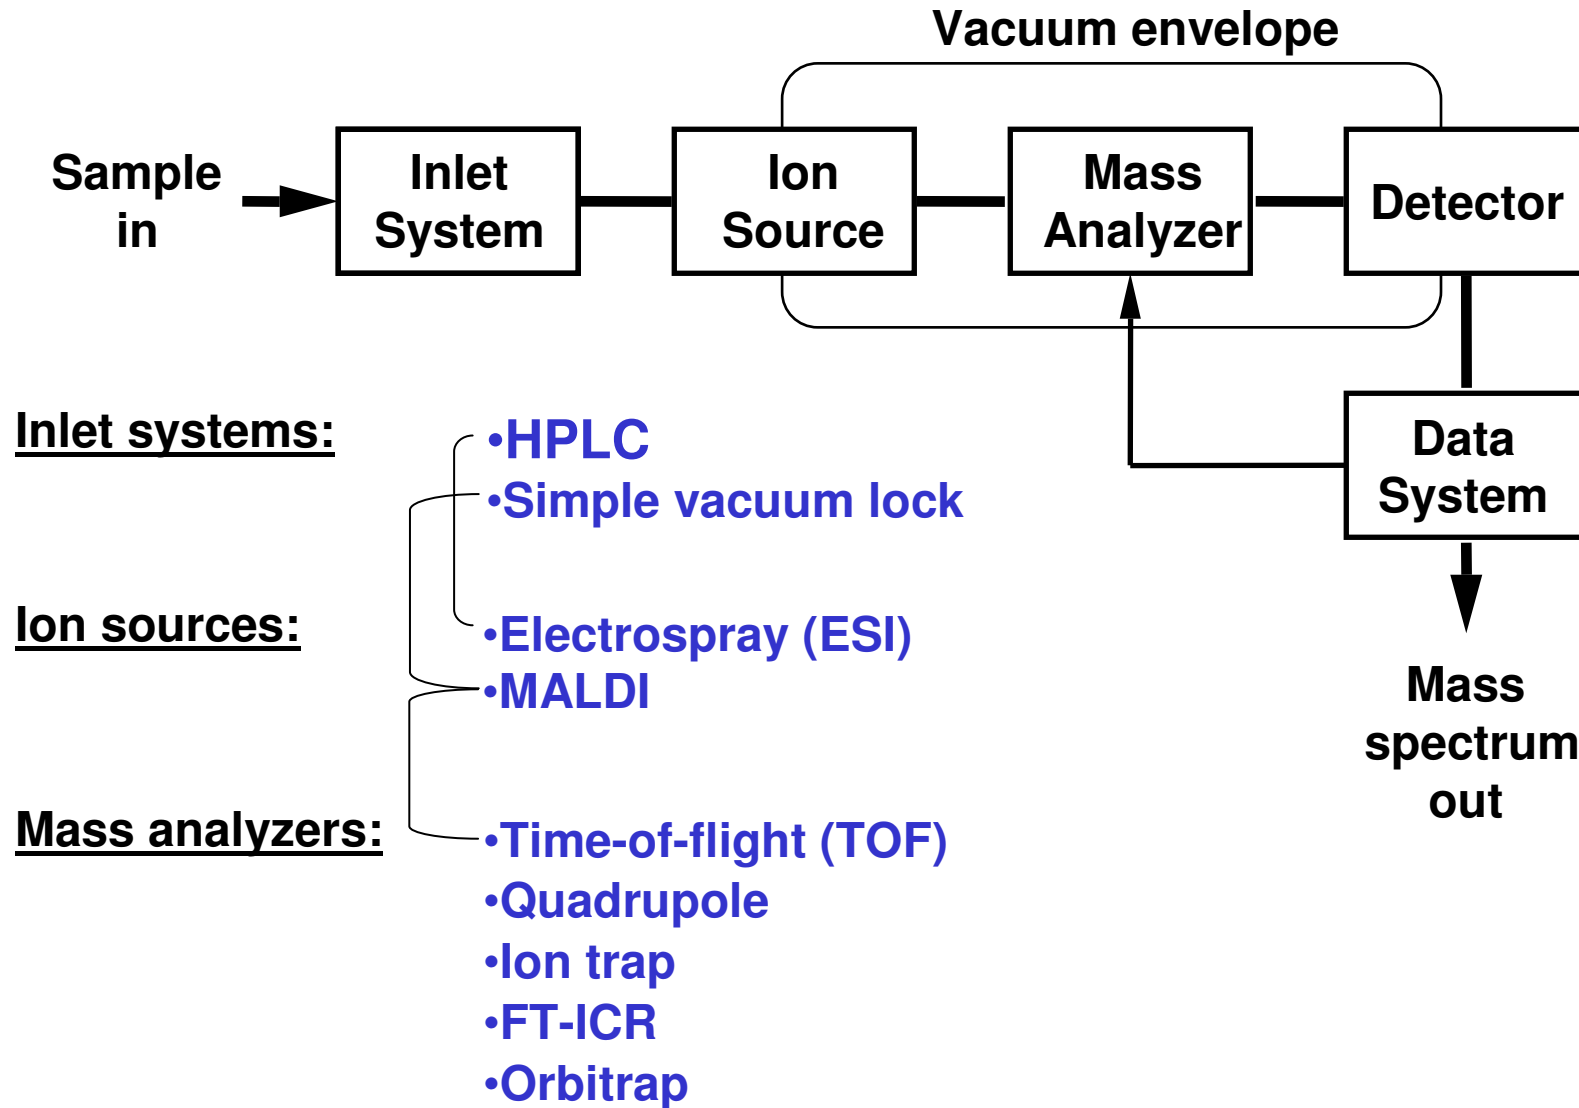 Vacuum envelope
Sample
in
Inlet
System
Ion
Source
Mass
Analyzer
Detector
Data
System
Mass
spectrum
out
Inlet systems:
•HPLC
•Simple vacuum lock
Ion sources:
•Electrospray (ESI)
•MALDI
Mass analyzers:
•Time-of-flight (TOF)
•Quadrupole
•Ion trap
•FT-ICR
•Orbitrap